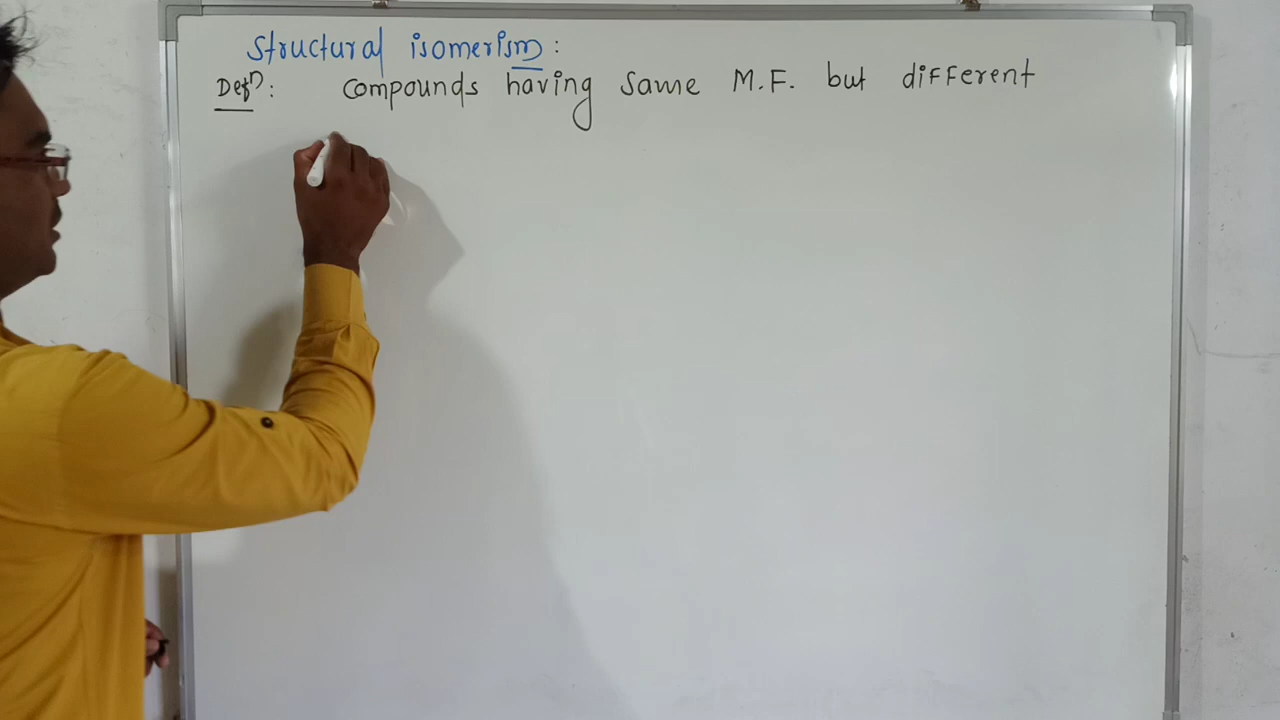 Structural isomerism :
Defⁿ : Compounds having same M.F. but different